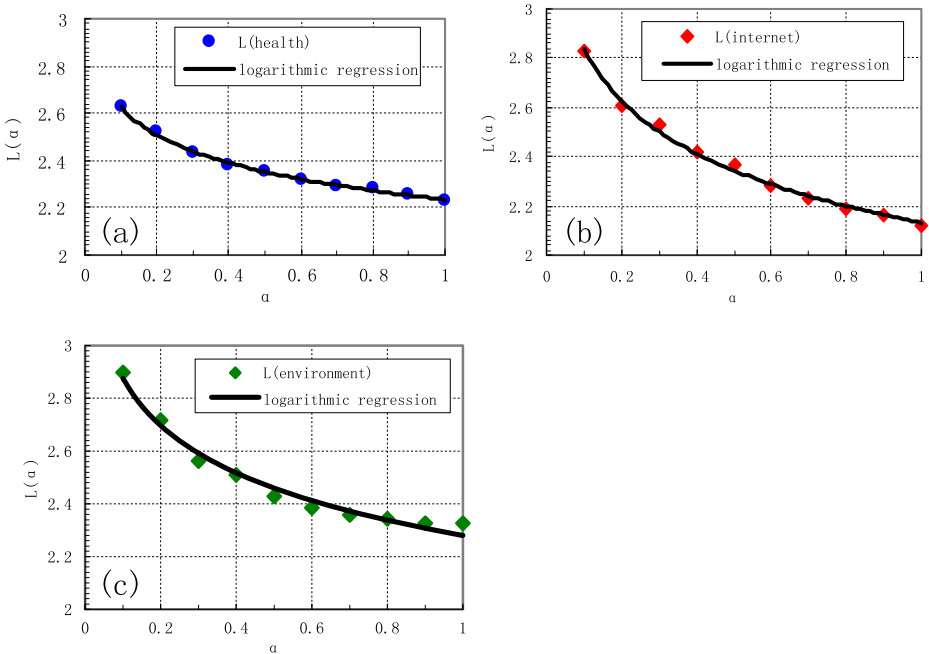 3
2.8
2.6
2.4
2.2
2
L(α)
L(health)
logarithmic regression
(a)
0 0.2 0.4 0.6 0.8 1
α
3
2.8
2.6
2.4
2.2
2
L(α)
L(internet)
logarithmic regression
(b)
0 0.2 0.4 0.6 0.8 1
α
3
2.8
2.6
2.4
2.2
2
L(α)
L(environment)
logarithmic regression
(c)
0 0.2 0.4 0.6 0.8 1
α